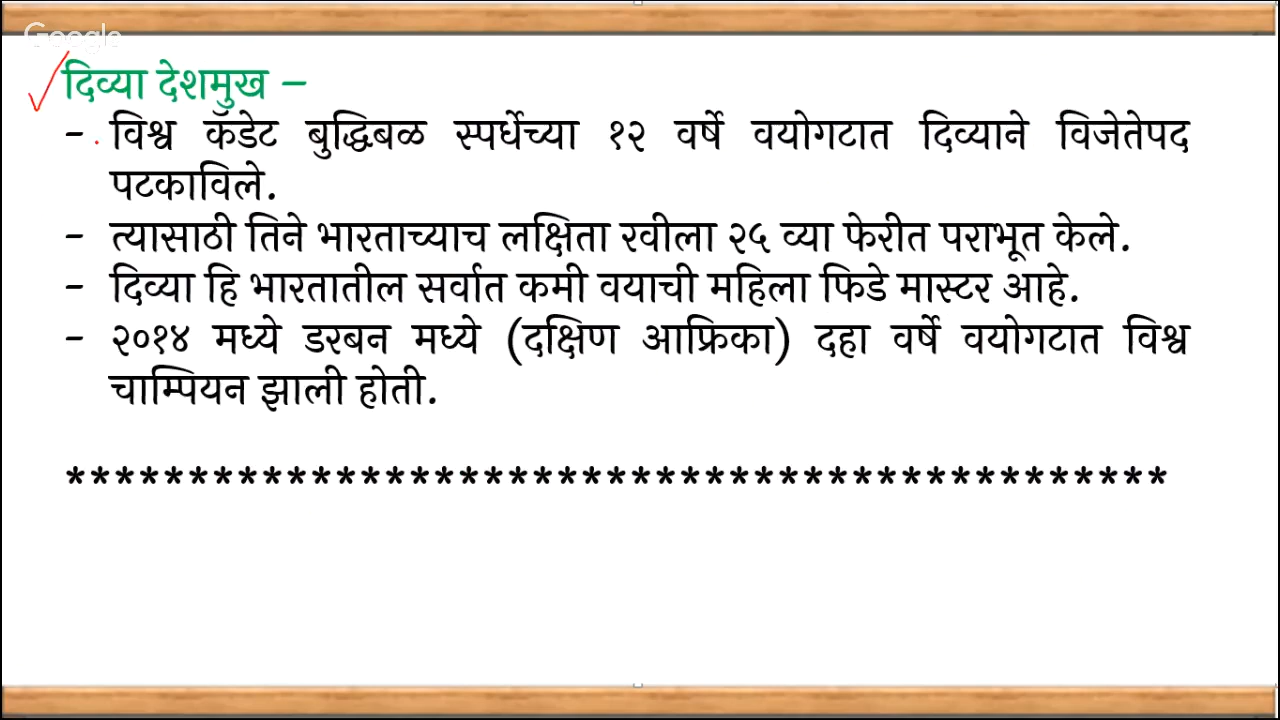 Google
दिव्या देशमुख –
- विश्व कॅडेट बुद्धिबळ स्पर्धेच्या १२ वर्षे वयोगटात दिव्याने विजेतेपद
पटकाविले.
- त्यासाठी तिने भारताच्याच लक्षिता रवीला २५ व्या फेरीत पराभूत केले.
- दिव्या हि भारतातील सर्वात कमी वयाची महिला फिडे मास्टर आहे.
- २०१४ मध्ये डरबन मध्ये (दक्षिण आफ्रिका) दहा वर्षे वयोगटात विश्व
चाम्पियन झाली होती.
*********************************************